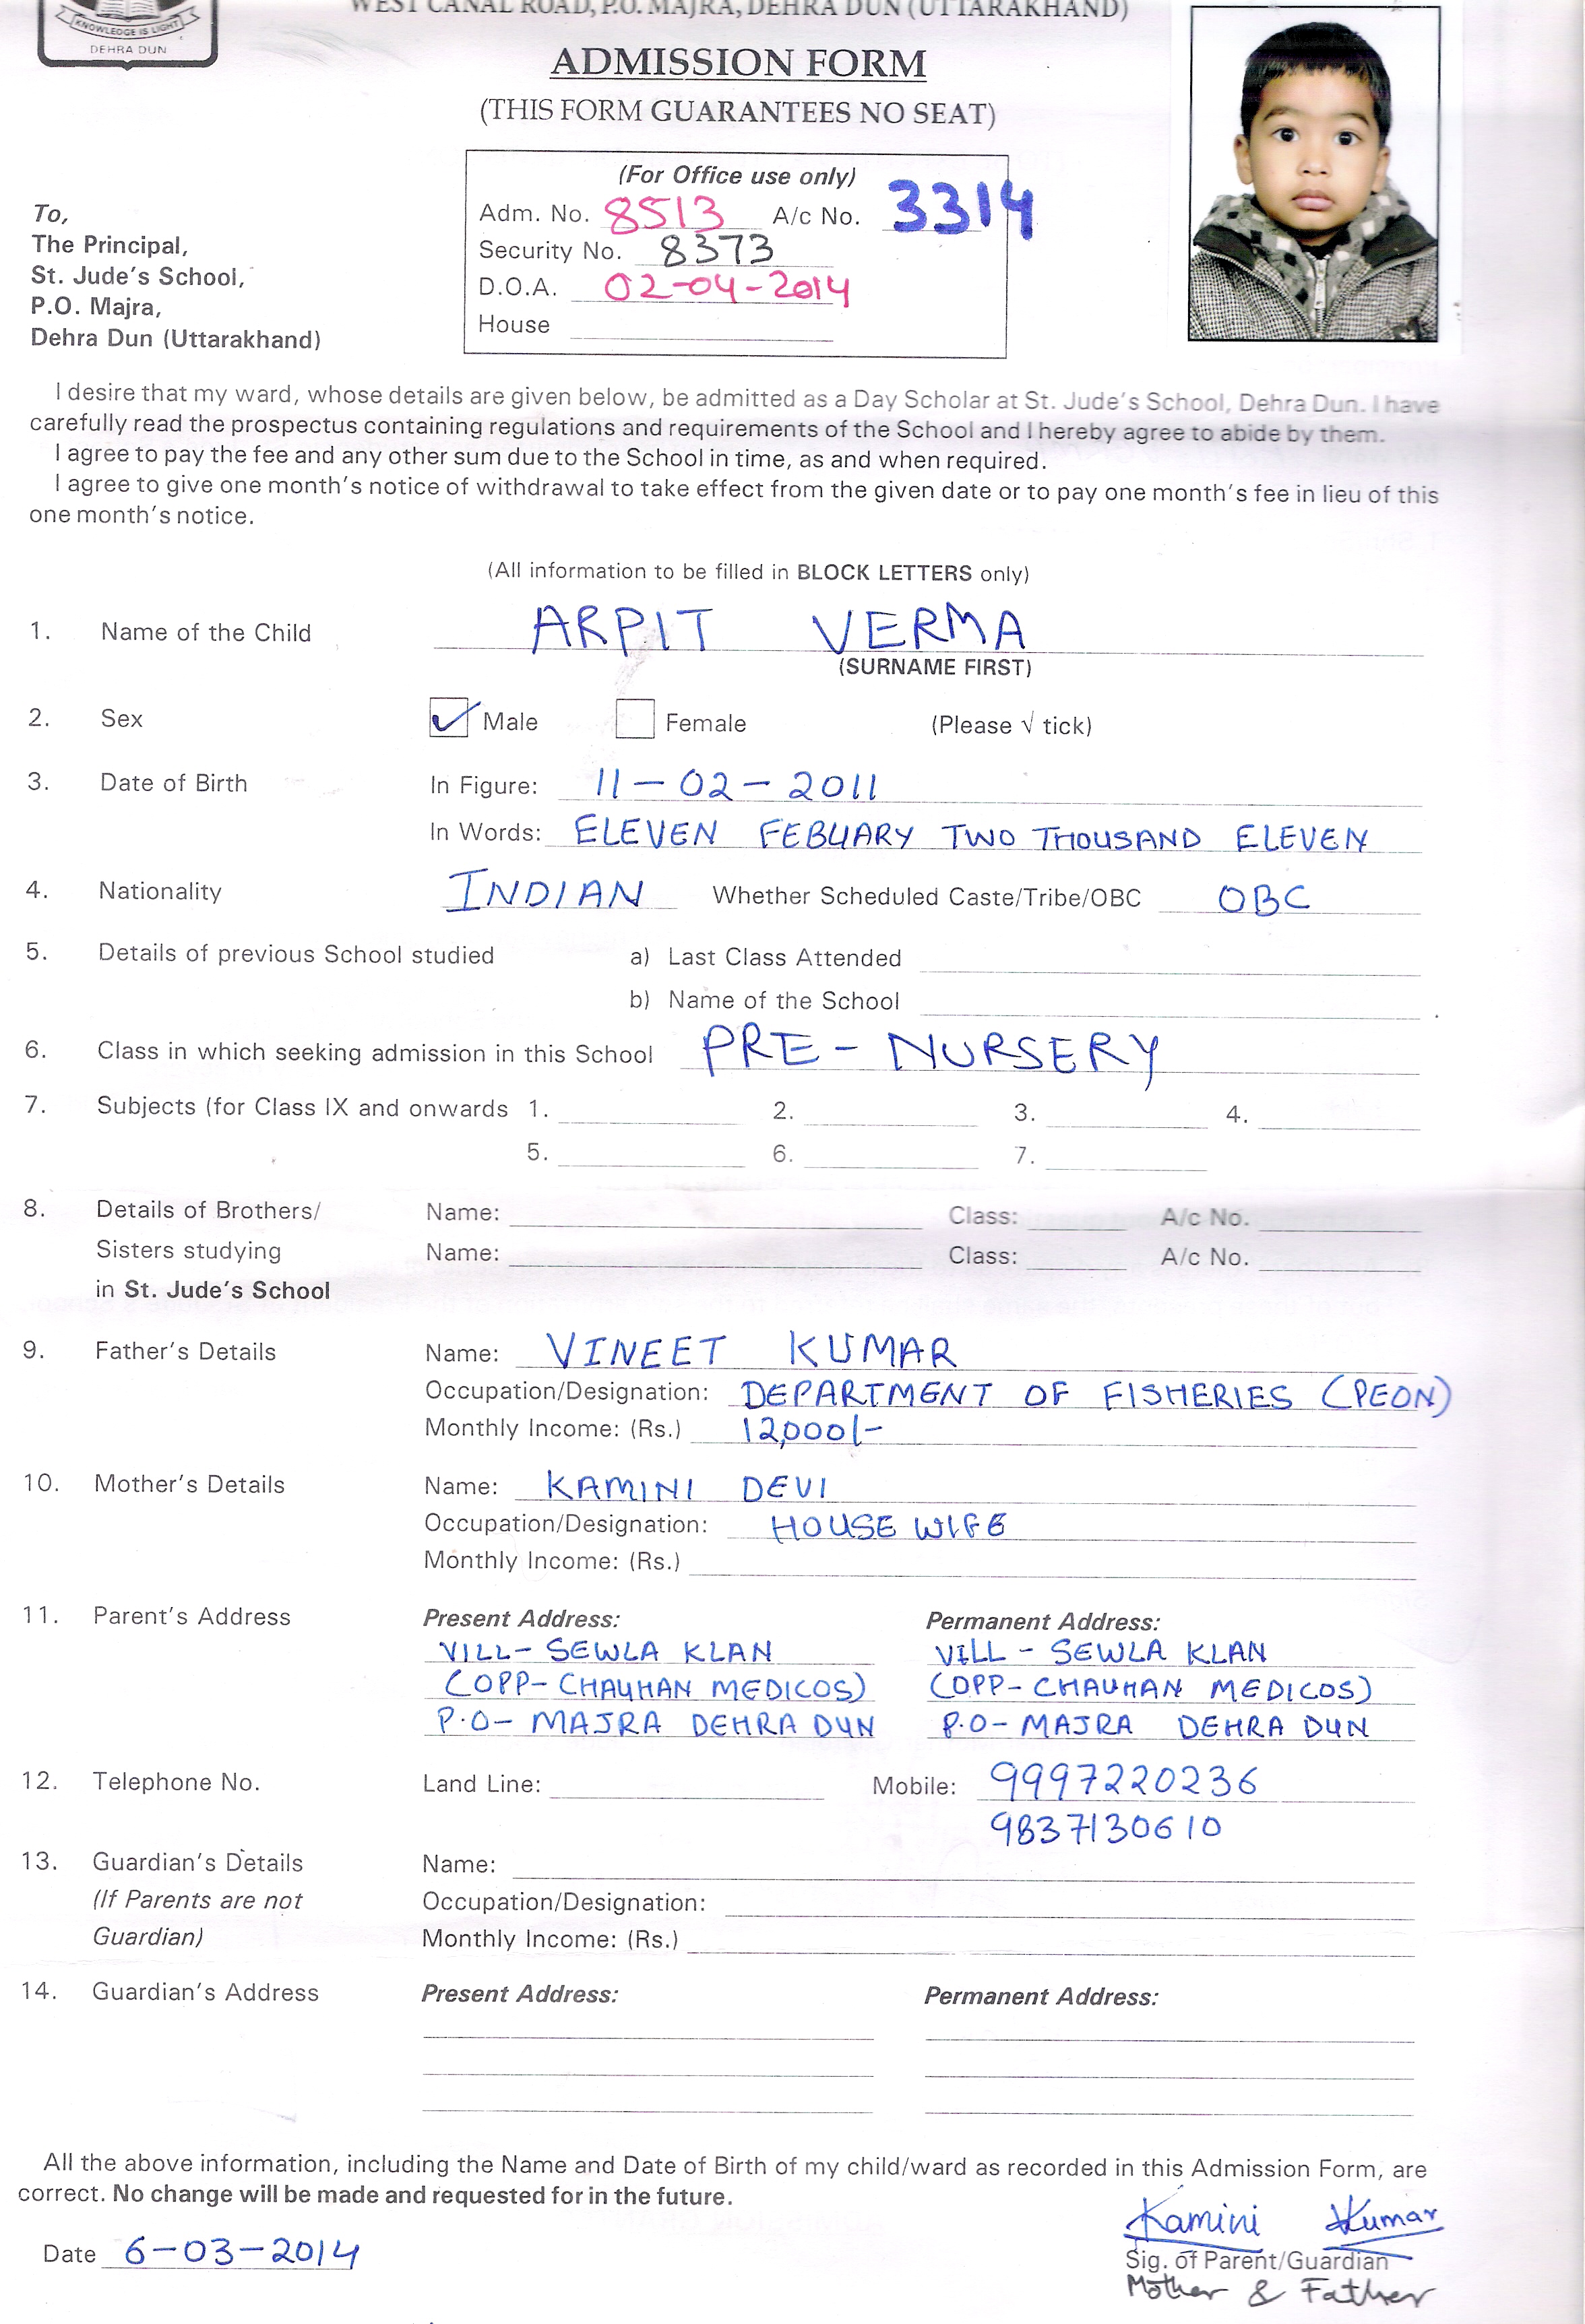 KNOWLEDGE IS LIGHT
DEHRA DUN
WEST CANAL ROAD, P.O. MAJRA, DEHRA DUN (UTTARAKHAND)
ADMISSION FORM
(THIS FORM GUARANTEES NO SEAT)
(For Office use only)
Adm. No. 8513 A/c No. 3314
Security No. 8373
D.O.A. 02-04-2014
House
To,
The Principal,
St. Jude's School,
P.O. Majra,
Dehra Dun (Uttarakhand)
I desire that my ward, whose details are given below, be admitted as a Day Scholar at St. Jude's School, Dehra Dun. I have
carefully read the prospectus containing regulations and requirements of the School and I hereby agree to abide by them.
I agree to pay the fee and any other sum due to the School in time, as and when required.
I agree to give one month's notice of withdrawal to take effect from the given date or to pay one month's fee in lieu of this
one month's notice.
(All information to be filled in BLOCK LETTERS only)
1. Name of the Child ARPIT VERMA
(SURNAME FIRST)
2. Sex ✓ Male Female (Please √ tick)
3. Date of Birth In Figure: 11-02-2011
In Words: ELEVEN FEBUARY TWO THOUSAND ELEVEN
4. Nationality INDIAN Whether Scheduled Caste/Tribe/OBC OBC
5. Details of previous School studied a) Last Class Attended
b) Name of the School
6. Class in which seeking admission in this School PRE-NURSERY
7. Subjects (for Class IX and onwards 1. 2. 3. 4.
5. 6. 7.
8. Details of Brothers/ Name: Class: A/c No.
Sisters studying Name: Class: A/c No.
in St. Jude's School
9. Father's Details Name: VINEET KUMAR
Occupation/Designation: DEPARTMENT OF FISHERIES (PEON)
Monthly Income: (Rs.) 12,000/-
10. Mother's Details Name: KAMINI DEVI
Occupation/Designation: HOUSE WIFE
Monthly Income: (Rs.)
11. Parent's Address Present Address: Permanent Address:
VILL- SEWLA KLAN VILL - SEWLA KLAN
(OPP- CHAUHAN MEDICOS) (OPP- CHAUHAN MEDICOS)
P.O- MAJRA DEHRA DUN P.O- MAJRA DEHRA DUN
12. Telephone No. Land Line: Mobile: 9997220236
9837130610
13. Guardian's Details Name:
(If Parents are not Occupation/Designation:
Guardian) Monthly Income: (Rs.)
14. Guardian's Address Present Address: Permanent Address:
All the above information, including the Name and Date of Birth of my child/ward as recorded in this Admission Form, are
correct. No change will be made and requested for in the future.
Kamini VKumar
Date 6-03-2014 Sig. of Parent/Guardian
Mother & Father